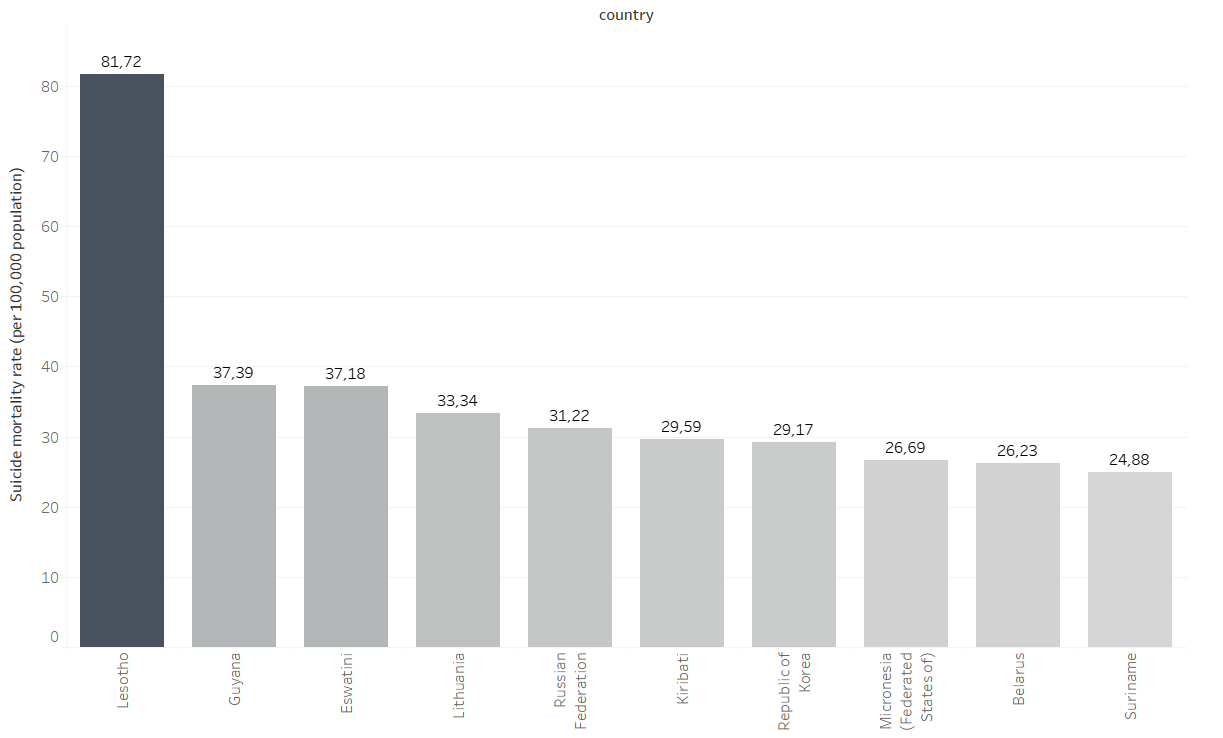 country
Suicide mortality rate (per 100,000 population)
80
70
60
50
40
30
20
10
0
81,72
37,39
37,18
33,34
31,22
29,59
29,17
26,69
26,23
24,88
Lesotho
Guyana
Eswatini
Lithuania
Russian
Federation
Kiribati
Republic of
Korea
Micronesia
(Federated
States of)
Belarus
Suriname